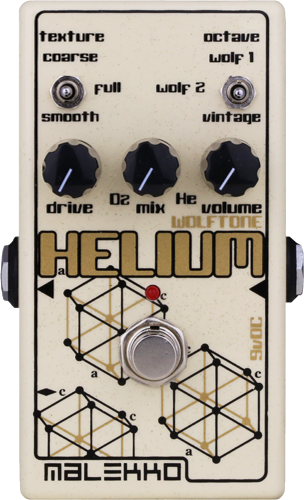 texture octave
coarse wolf 1
full wolf 2
smooth vintage
O2 He
drive mix volume
WOLFTONE
HELIUM
a
c
9vDC
a c
c
a
MALEKKO